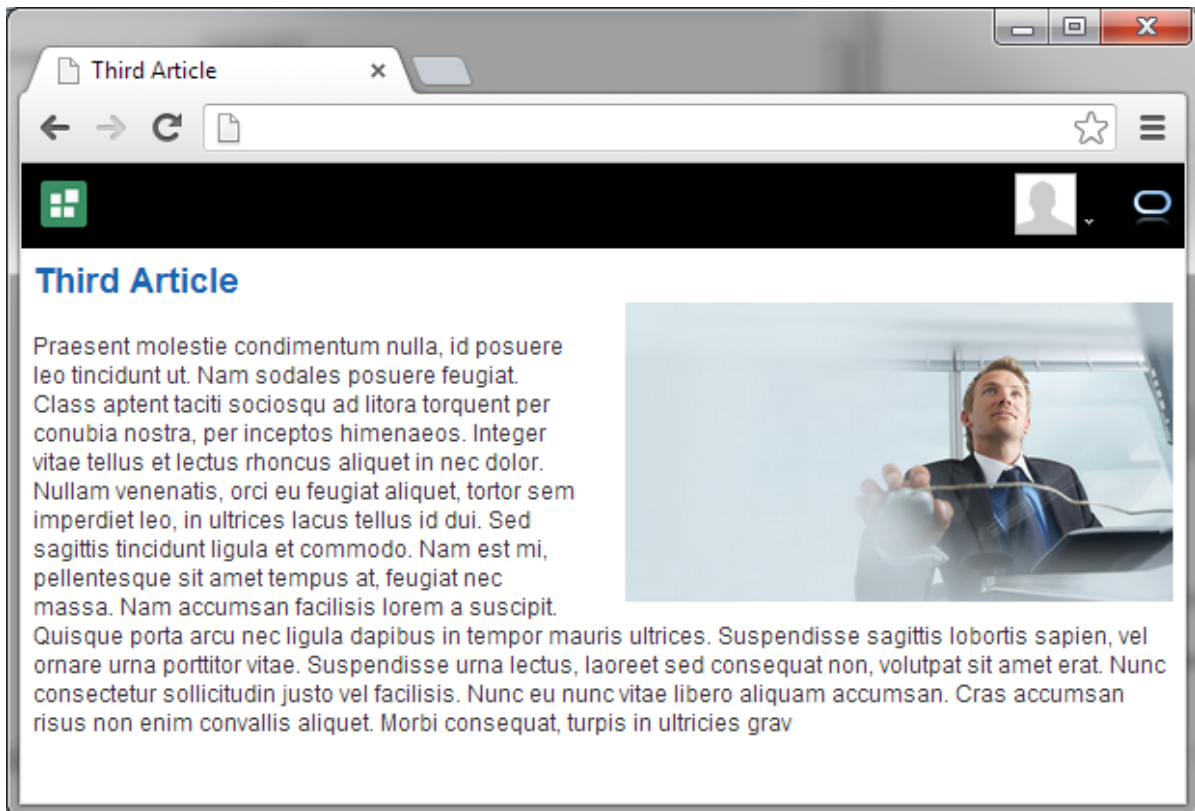 Third Article
Third Article
Praesent molestie condimentum nulla, id posuere
leo tincidunt ut. Nam sodales posuere feugiat.
Class aptent taciti sociosqu ad litora torquent per
conubia nostra, per inceptos himenaeos. Integer
vitae tellus et lectus rhoncus aliquet in nec dolor.
Nullam venenatis, orci eu feugiat aliquet, tortor sem
imperdiet leo, in ultrices lacus tellus id dui. Sed
sagittis tincidunt ligula et commodo. Nam est mi,
pellentesque sit amet tempus at, feugiat nec
massa. Nam accumsan facilisis lorem a suscipit.
Quisque porta arcu nec ligula dapibus in tempor mauris ultrices. Suspendisse sagittis lobortis sapien, vel
ornare urna porttitor vitae. Suspendisse urna lectus, laoreet sed consequat non, volutpat sit amet erat. Nunc
consectetur sollicitudin justo vel facilisis. Nunc eu nunc vitae libero aliquam accumsan. Cras accumsan
risus non enim convallis aliquet. Morbi consequat, turpis in ultricies grav